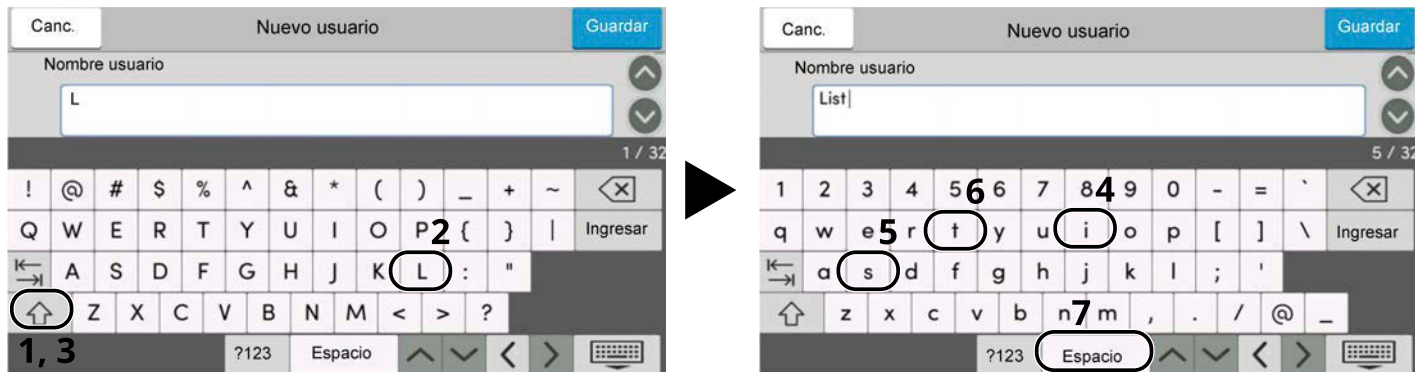 Canc. Nuevo usuario Guardar
Nombre usuario
L
1 / 32
! @ # $ % ^ & * ( ) _ + ~
Q W E R T Y U I O P { } | Ingresar
A S D F G H J K L : "
Z X C V B N M < > ?
?123 Espacio
2
1, 3
Canc. Nuevo usuario Guardar
Nombre usuario
List
5 / 32
1 2 3 4 5 6 7 8 9 0 - = `
q w e r t y u i o p [ ] \ Ingresar
a s d f g h j k l ; '
z x c v b n m , . / @ _
?123 Espacio
6 4
5
7